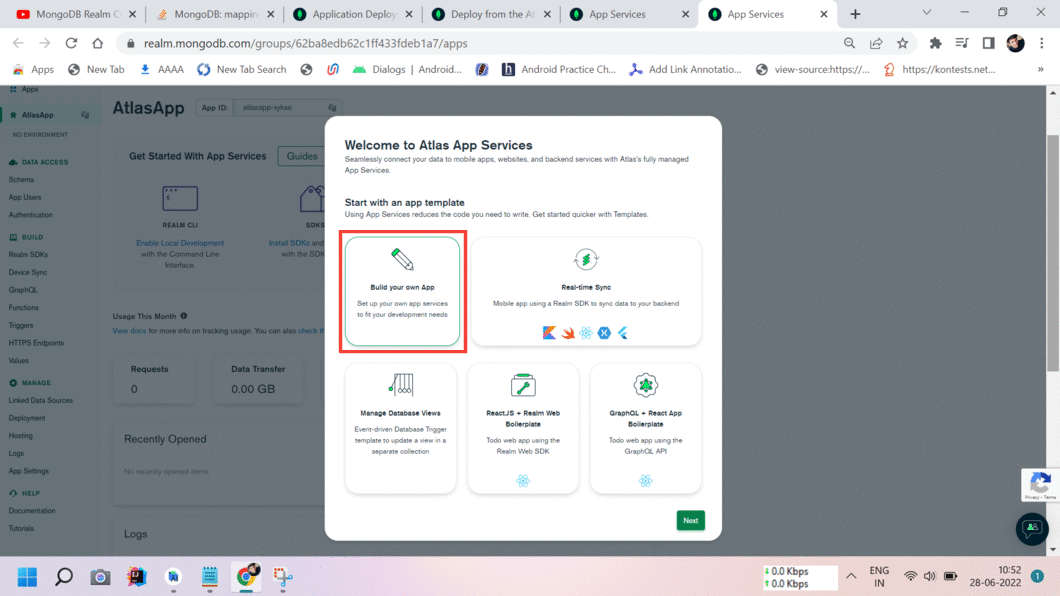 MongoDB Realm C
MongoDB: mapping
Application Deploy
Deploy from the At
App Services
App Services
realm.mongodb.com/groups/62ba8edb62c1ff433fdeb1a7/apps
Apps
New Tab
AAAA
New Tab Search
Dialogs | Android...
Android Practice Ch...
Add Link Annotatio...
view-source:https://...
https://kontests.net...
»
Apps
AtlasApp
NO ENVIRONMENT
DATA ACCESS
Schema
App Users
Authentication
BUILD
Realm SDKs
Device Sync
GraphQL
Functions
Triggers
HTTPS Endpoints
Values
MANAGE
Linked Data Sources
Deployment
Hosting
Logs
App Settings
HELP
Documentation
Tutorials
AtlasApp
App ID:
atlasapp-xykae
Get Started With App Services
Guides
REALM CLI
Enable Local Development
with the Command Line
Interface.
SDKS
Install SDKs and
with the SDK
Usage This Month
View docs for more info on tracking usage. You can also check th
Requests
0
Data Transfer
0.00 GB
Recently Opened
No recently opened items.
Logs
Welcome to Atlas App Services
Seamlessly connect your data to mobile apps, websites, and backend services with Atlas's fully managed
App Services.
Start with an app template
Using App Services reduces the code you need to write. Get started quicker with Templates.
Build your own App
Set up your own app services
to fit your development needs
Real-time Sync
Mobile app using a Realm SDK to sync data to your backend
Manage Database Views
Event-driven Database Trigger
template to update a view in a
separate collection
ReactJS + Realm Web
Boilerplate
Todo web app using the
Realm Web SDK
GraphQL + React App
Boilerplate
Todo web app using the
GraphQL API
Next
Privacy - Terms
0.0 Kbps
0.0 Kbps
ENG
IN
10:52
28-06-2022
1